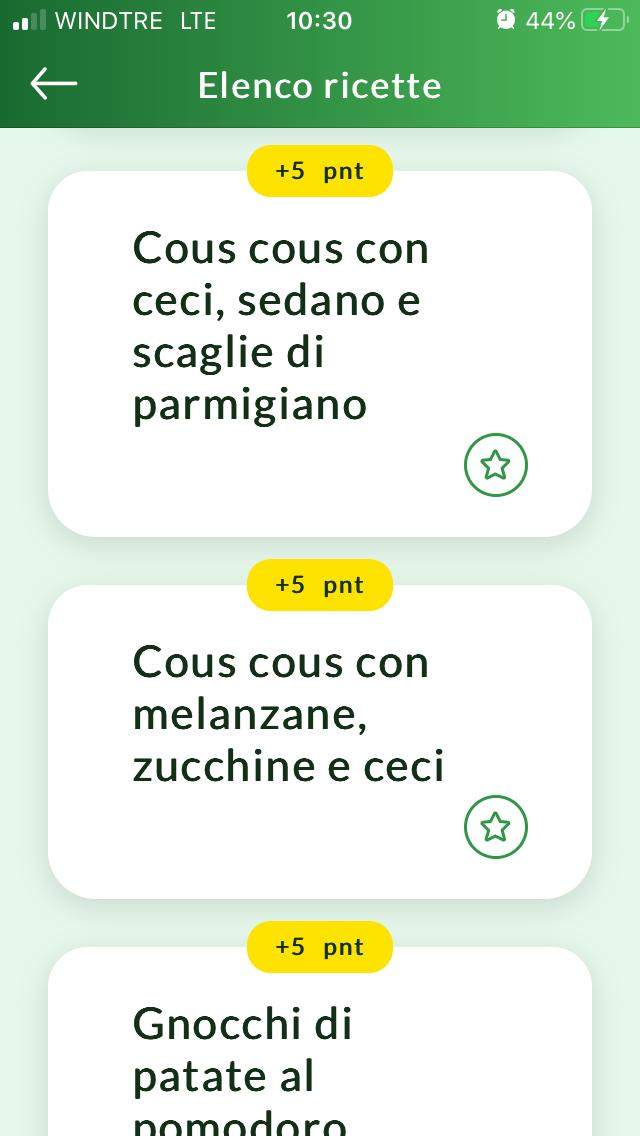 WINDTRE LTE 10:30 44%
Elenco ricette
+5 pnt
Cous cous con
ceci, sedano e
scaglie di
parmigiano
+5 pnt
Cous cous con
melanzane,
zucchine e ceci
+5 pnt
Gnocchi di
patate al
pomodoro